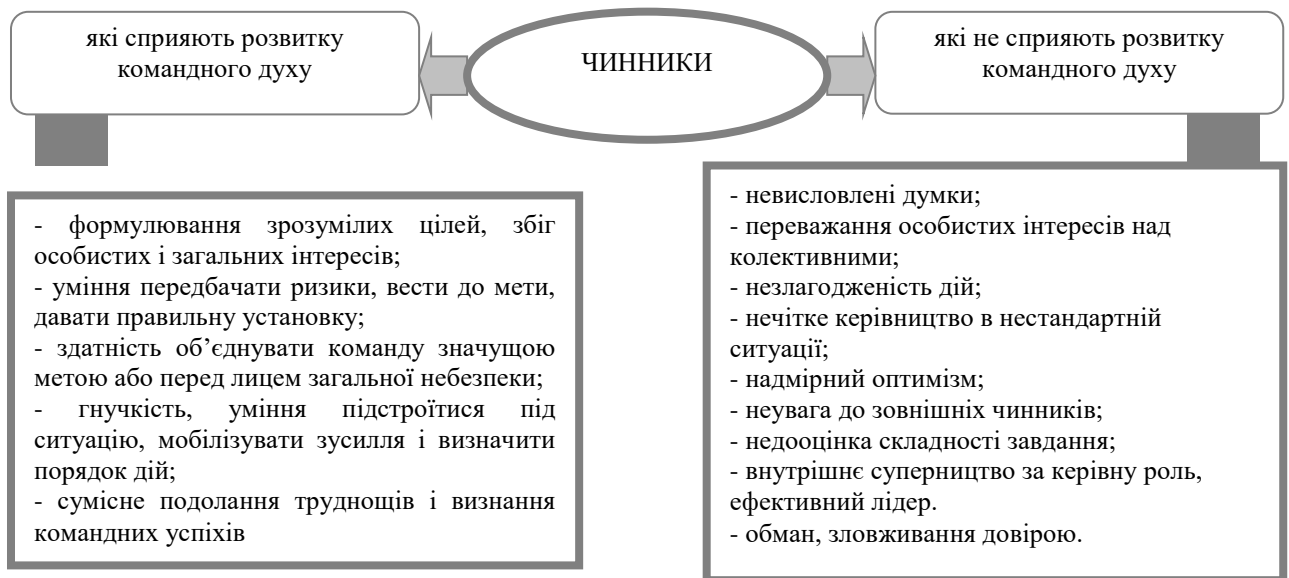 які сприяють розвитку
командного духу
ЧИННИКИ
які не сприяють розвитку
командного духу
- формулювання зрозумілих цілей, збіг
особистих і загальних інтересів;
- уміння передбачати ризики, вести до мети,
давати правильну установку;
- здатність об’єднувати команду значущою
метою або перед лицем загальної небезпеки;
- гнучкість, уміння підстроїтися під
ситуацію, мобілізувати зусилля і визначити
порядок дій;
- сумісне подолання труднощів і визнання
командних успіхів
- невисловлені думки;
- переважання особистих інтересів над
колективними;
- незлагодженість дій;
- нечітке керівництво в нестандартній
ситуації;
- надмірний оптимізм;
- неувага до зовнішніх чинників;
- недооцінка складності завдання;
- внутрішнє суперництво за керівну роль,
ефективний лідер.
- обман, зловживання довірою.